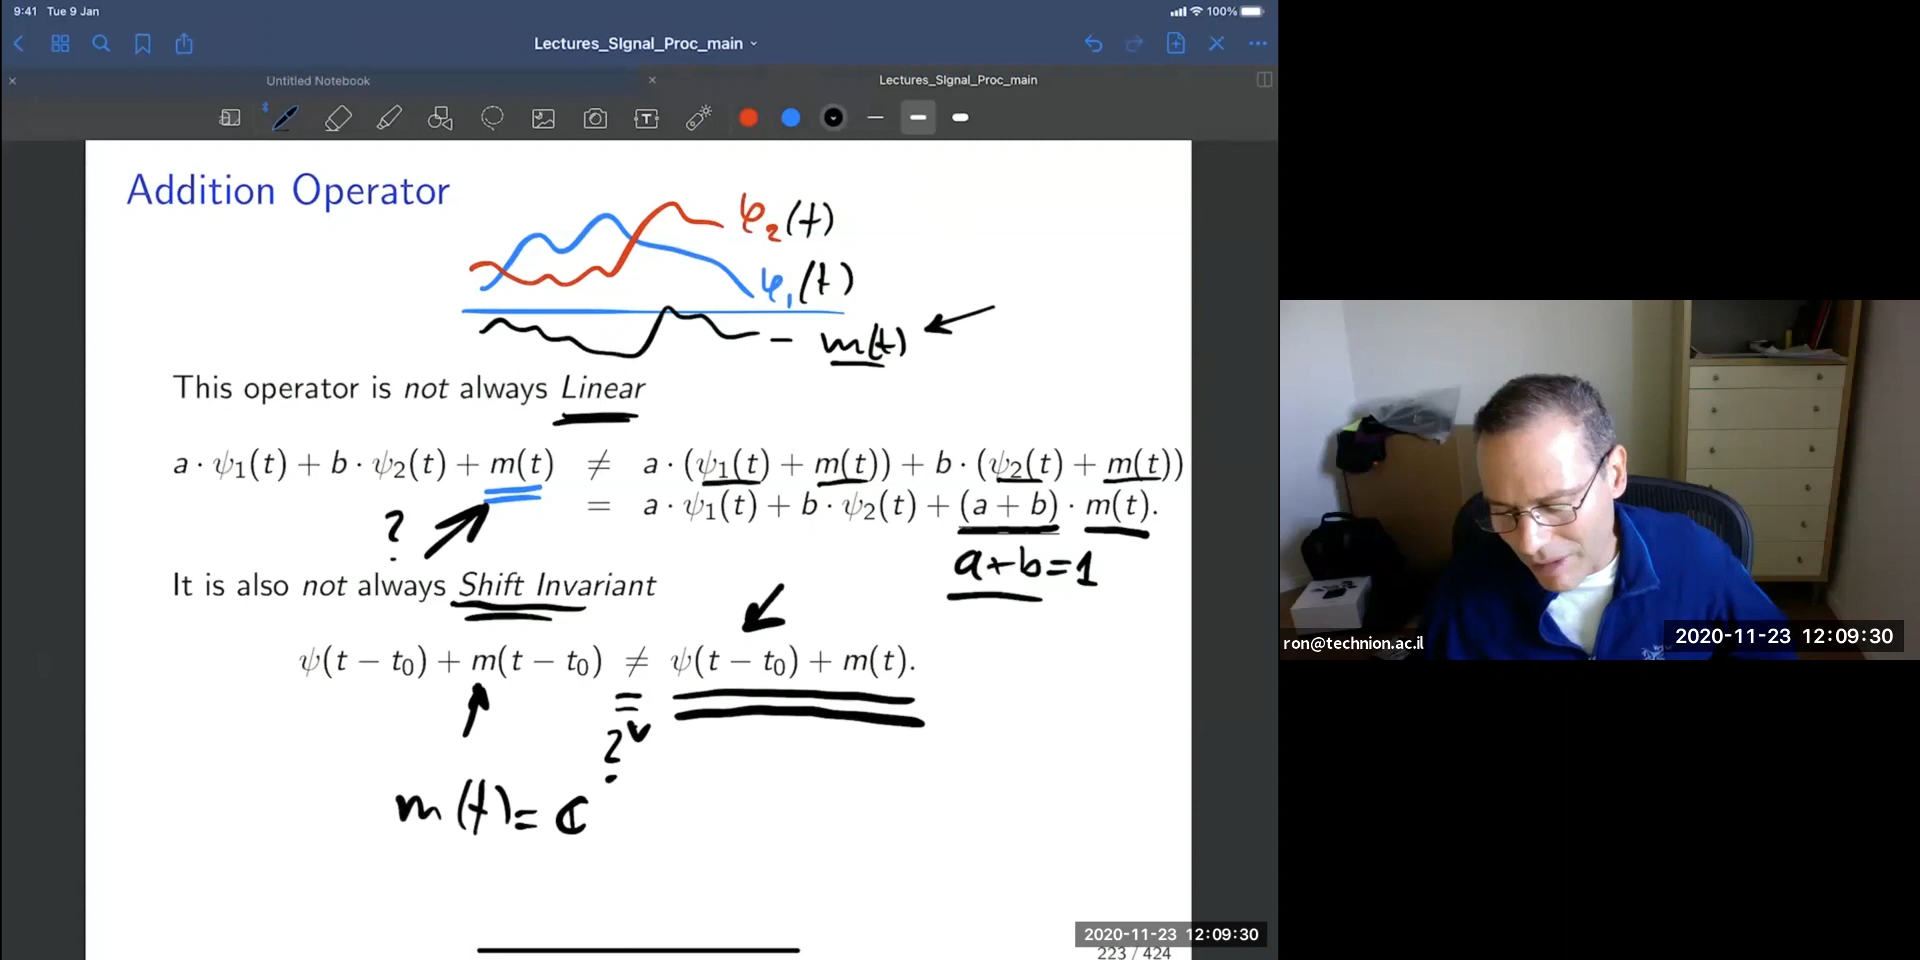 9:41 Tue 9 Jan
100%
Lectures_SIgnal_Proc_main
Untitled Notebook
Lectures_SIgnal_Proc_main
Addition Operator
φ₂(t)
φ₁(t)
m(t)
This operator is not always Linear
a · ψ₁(t) + b · ψ₂(t) + m(t) ≠ a · (ψ₁(t) + m(t)) + b · (ψ₂(t) + m(t))
= a · ψ₁(t) + b · ψ₂(t) + (a + b) · m(t).
?
a+b=1
It is also not always Shift Invariant
ψ(t − t₀) + m(t − t₀) ≠ ψ(t − t₀) + m(t).
?
m(t)= c
2020-11-23 12:09:30
223 / 424
2020-11-23 12:09:30
ron@technion.ac.il